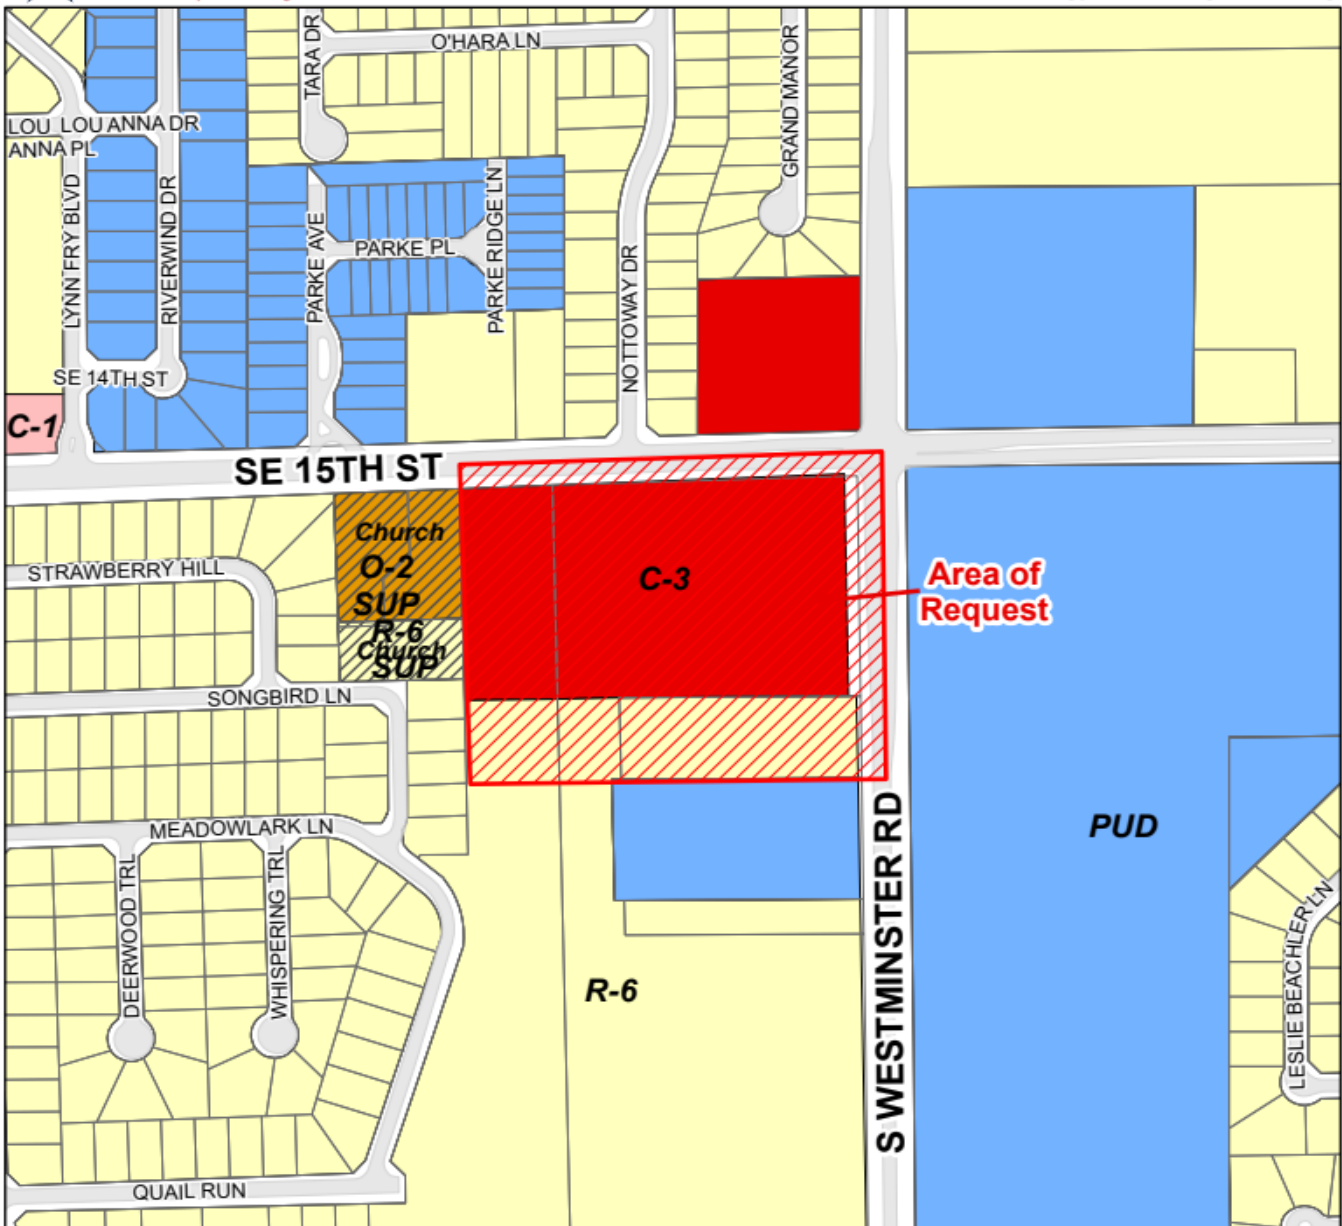 TARA DR
O'HARA LN
GRAND MANOR
LOU LOU ANNA DR
ANNA PL
LYNN FRY BLVD
RIVERWIND DR
PARKE AVE
PARKE PL
PARKE RIDGE LN
NOTTOWAY DR
SE 14TH ST
C-1
SE 15TH ST
Church
O-2
SUP
R-6
Church
SUP
C-3
Area of
Request
STRAWBERRY HILL
SONGBIRD LN
MEADOWLARK LN
DEERWOOD TRL
WHISPERING TRL
R-6
S WESTMINSTER RD
PUD
LESLIE BEACHLER LN
QUAIL RUN